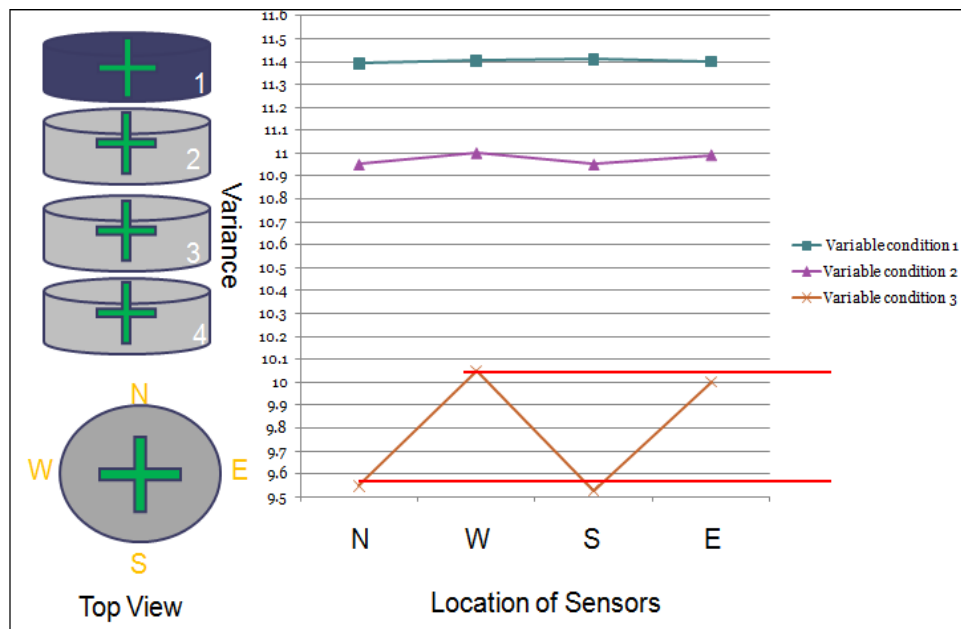 1
2
3
4
N
W
E
S
Top View
Variance
11.6
11.5
11.4
11.3
11.2
11.1
11
10.9
10.8
10.7
10.6
10.5
10.4
10.3
10.2
10.1
10
9.9
9.8
9.7
9.6
9.5
N W S E
Location of Sensors
Variable condition 1
Variable condition 2
Variable condition 3